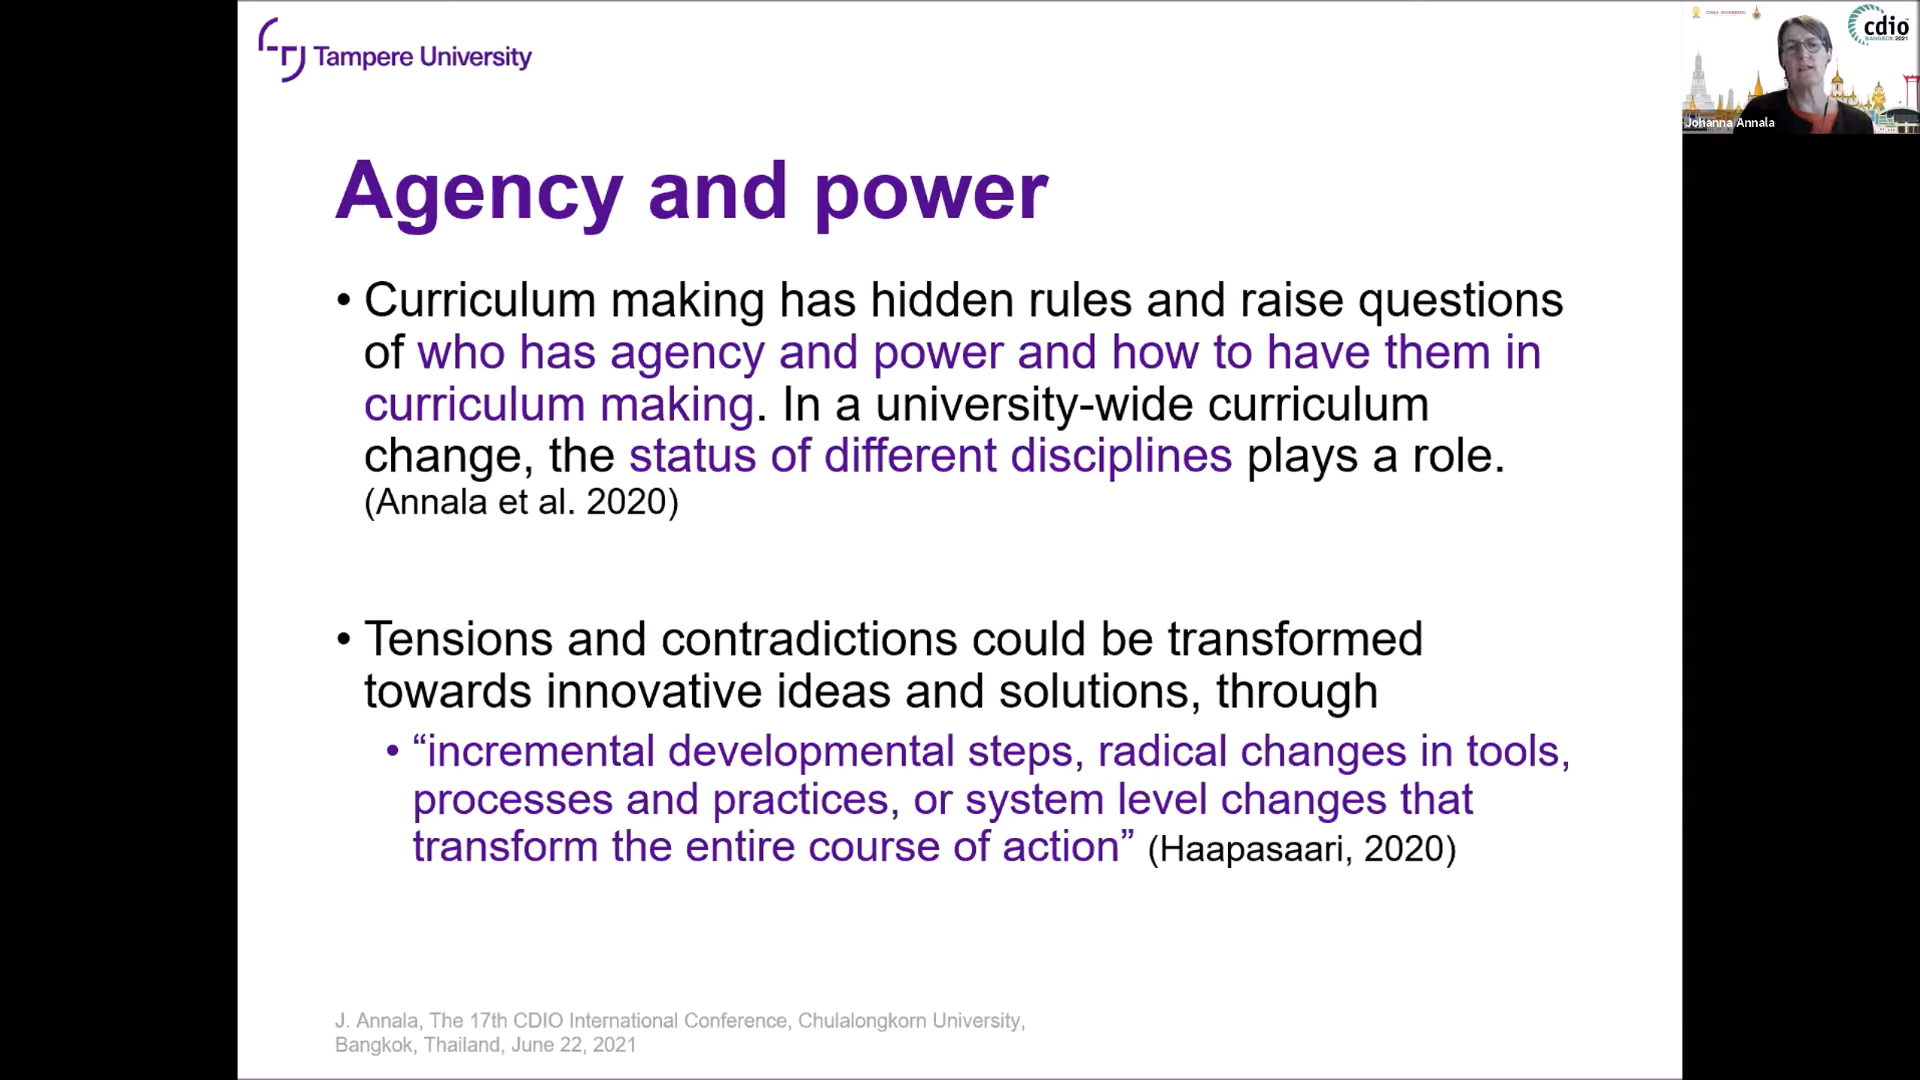 Tampere University
cdio
BANGKOK 2021
Johanna Annala
Agency and power
• Curriculum making has hidden rules and raise questions
of who has agency and power and how to have them in
curriculum making. In a university-wide curriculum
change, the status of different disciplines plays a role.
(Annala et al. 2020)
• Tensions and contradictions could be transformed
towards innovative ideas and solutions, through
• “incremental developmental steps, radical changes in tools,
processes and practices, or system level changes that
transform the entire course of action” (Haapasaari, 2020)
J. Annala, The 17th CDIO International Conference, Chulalongkorn University,
Bangkok, Thailand, June 22, 2021